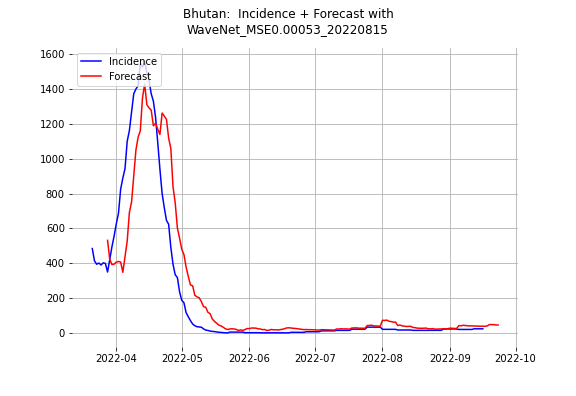 Bhutan:  Incidence + Forecast with
WaveNet_MSE0.00053_20220815
Incidence
Forecast
1600
1400
1200
1000
800
600
400
200
0
2022-04 2022-05 2022-06 2022-07 2022-08 2022-09 2022-10